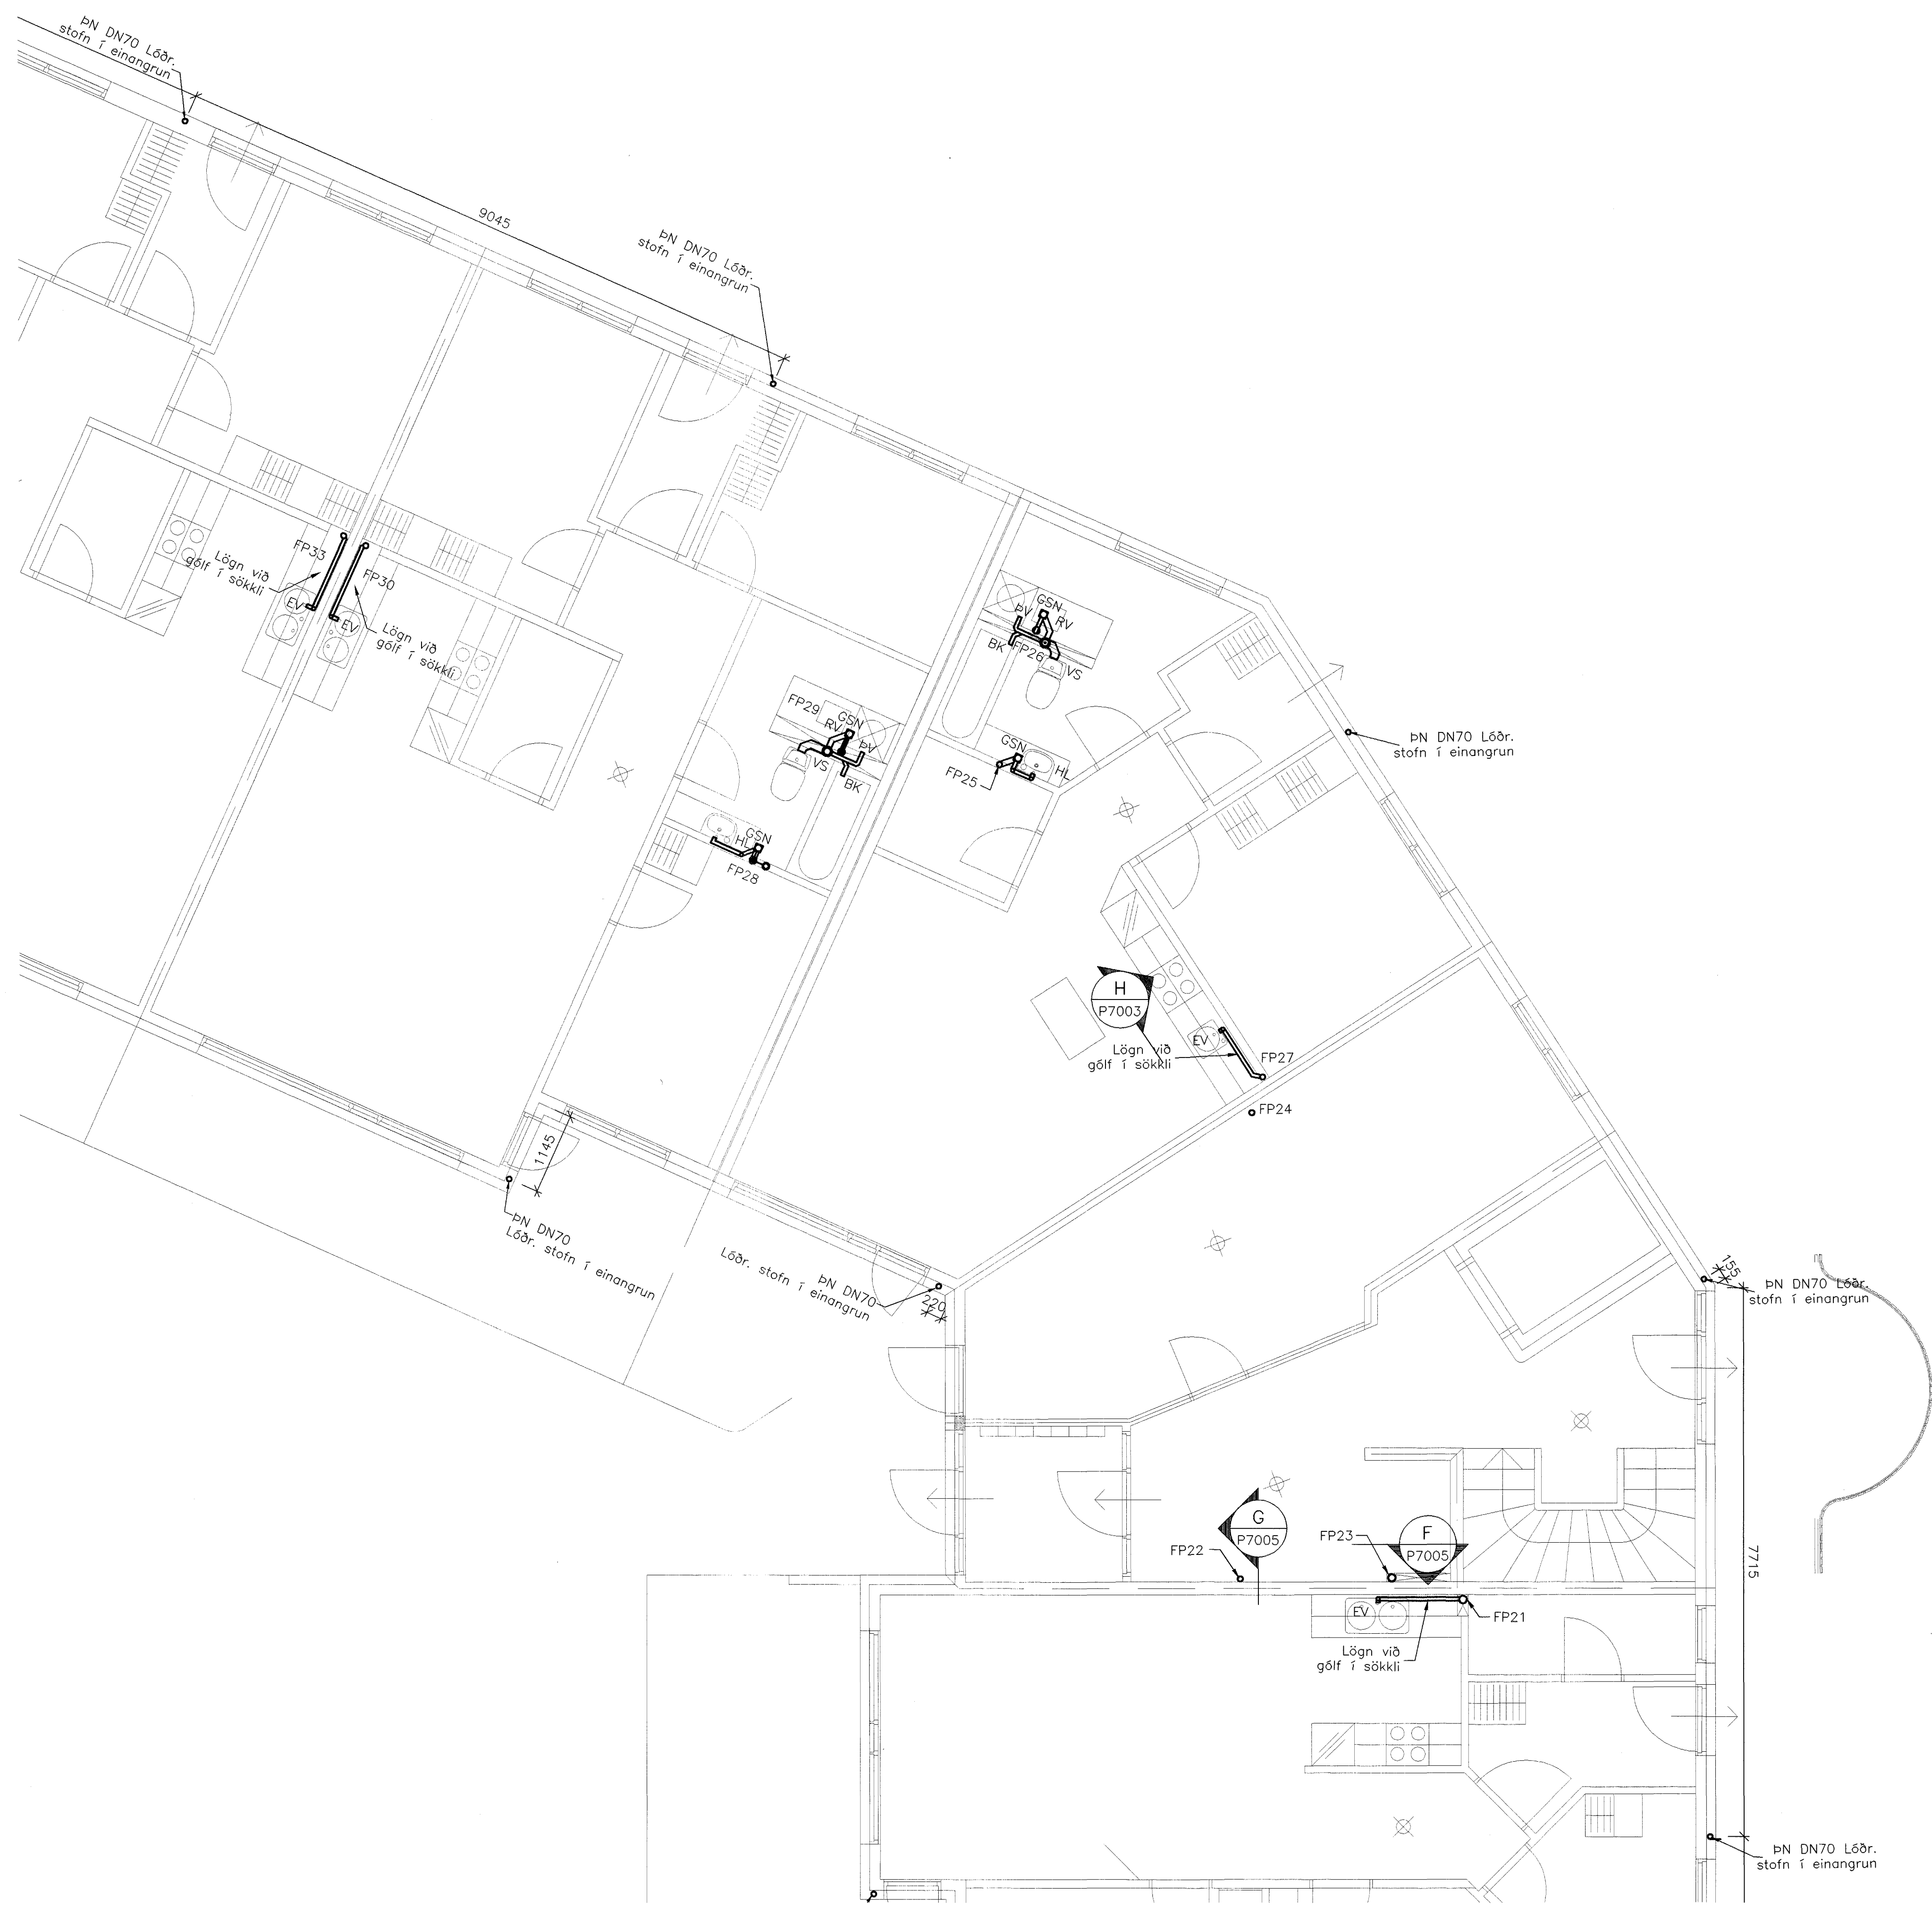 ÞN DN70 Lóðr.
stofn í einangrun
9045
ÞN DN70 Lóðr.
stofn í einangrun
FP33
Lögn við
gólf í sökkli
EV
FP30
EV
Lögn við
gólf í sökkli
GSN
ÞV
RV
BK
FP26
VS
FP29
GSN
RV
ÞV
VS
BK
GSN
HL
FP25
ÞN DN70 Lóðr.
stofn í einangrun
GSN
HL
FP28
H
P7003
EV
Lögn við
gólf í sökkli
FP27
FP24
1145
ÞN DN70
Lóðr. stofn í einangrun
ÞN DN70
Lóðr. stofn í einangrun
220
155
ÞN DN70 Lóðr.
stofn í einangrun
G
P7005
FP22
FP23
F
P7005
7715
EV
FP21
Lögn við
gólf í sökkli
ÞN DN70 Lóðr.
stofn í einangrun